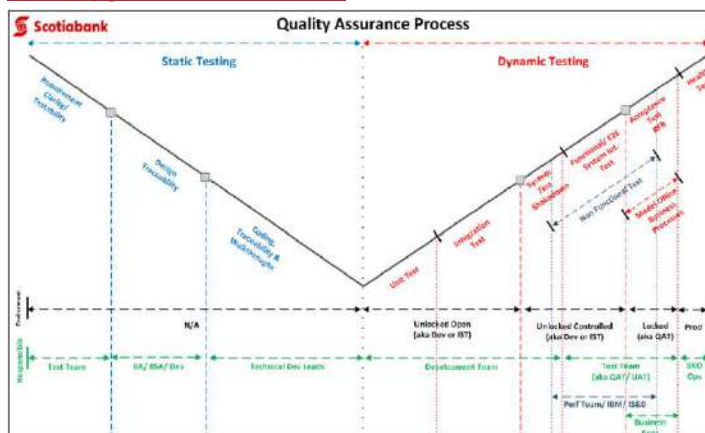 Scotiabank
Quality Assurance Process
Static Testing
Dynamic Testing
Requirement
Clarity/
Testability
Design
Traceability
Coding,
Traceability &
Walkthroughs
Unit Test
Integration
Test
System
Test
Shakedown
Functional/ E2E
System Int.
Test
Acceptance
Test
Non Functional Test
Model Office
Business
Processes
Environment
N/A
Unlocked Open
(aka Dev or IST)
Unlocked Controlled
(aka Dev or IST)
Locked
(aka QAT)
Prod
Responsible
Test Team
BA/ BSA/ Dev
Technical Dev Leads
Development Team
Test Team
(aka QAT/ UAT)
Ops
Perf Team/ IBM/ IS&D
Business